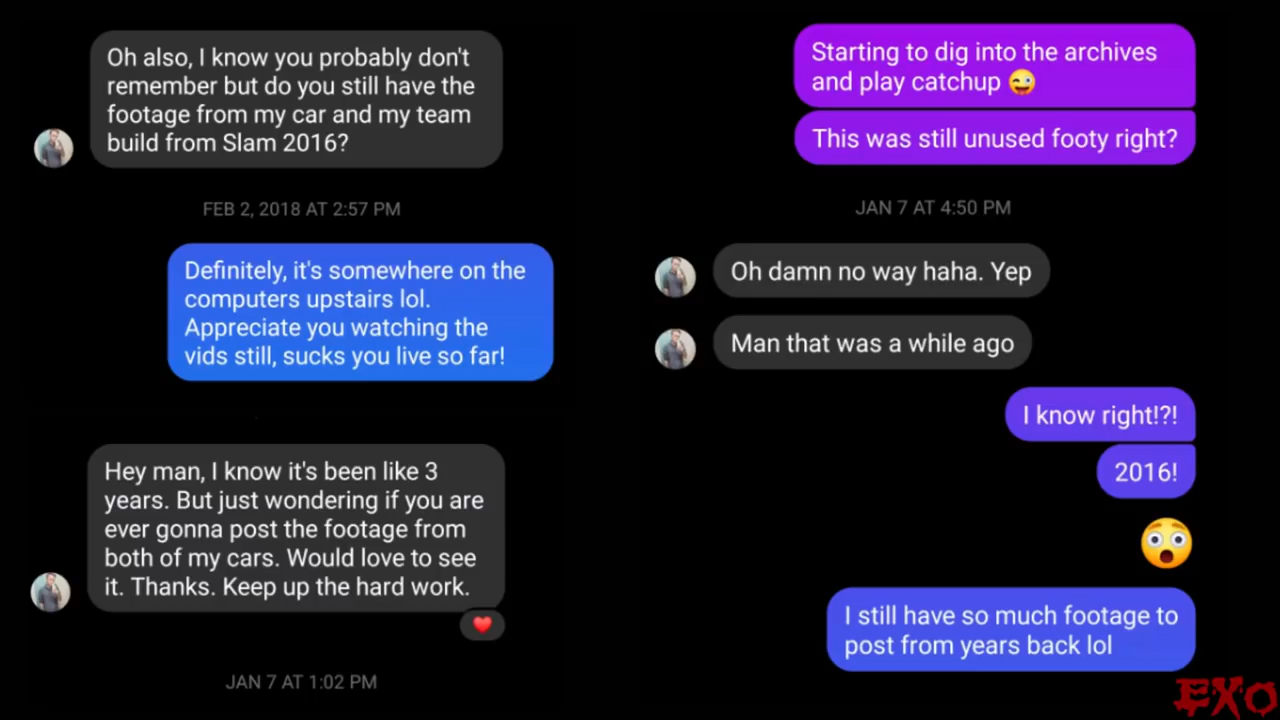 Oh also, I know you probably don't
remember but do you still have the
footage from my car and my team
build from Slam 2016?
FEB 2, 2018 AT 2:57 PM
Definitely, it's somewhere on the
computers upstairs lol.
Appreciate you watching the
vids still, sucks you live so far!
Hey man, I know it's been like 3
years. But just wondering if you are
ever gonna post the footage from
both of my cars. Would love to see
it. Thanks. Keep up the hard work.
JAN 7 AT 1:02 PM
Starting to dig into the archives
and play catchup 😜
This was still unused footy right?
JAN 7 AT 4:50 PM
Oh damn no way haha. Yep
Man that was a while ago
I know right!?!
2016!
I still have so much footage to
post from years back lol
EXO